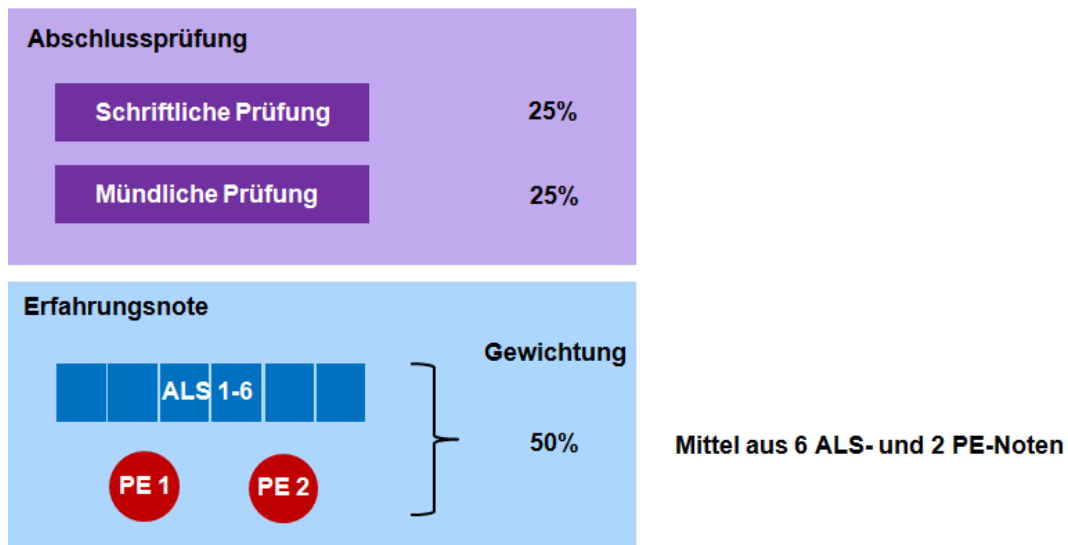 Abschlussprüfung
Schriftliche Prüfung 25%
Mündliche Prüfung 25%
Erfahrungsnote
Gewichtung
ALS 1-6
50% Mittel aus 6 ALS- und 2 PE-Noten
PE 1 PE 2